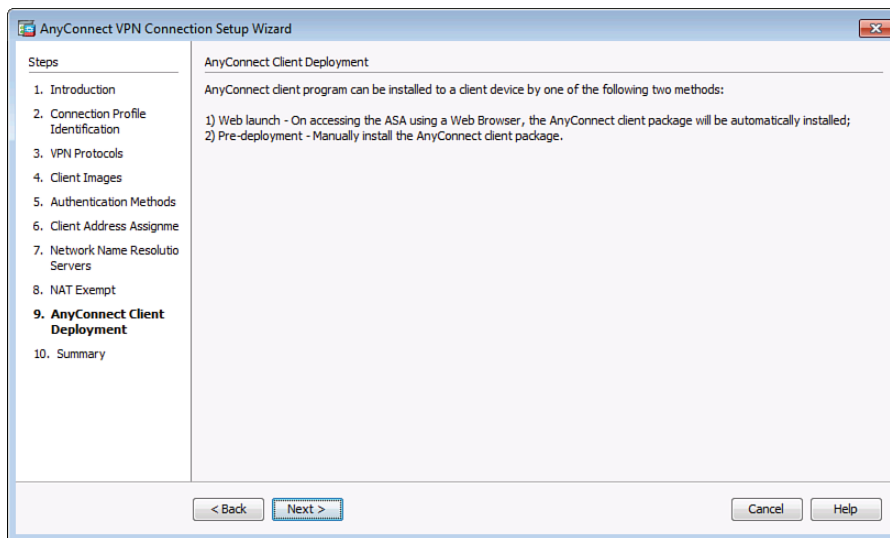 AnyConnect VPN Connection Setup Wizard
Steps
1. Introduction
2. Connection Profile
Identification
3. VPN Protocols
4. Client Images
5. Authentication Methods
6. Client Address Assignme
7. Network Name Resolutio
Servers
8. NAT Exempt
9. AnyConnect Client
Deployment
10. Summary
AnyConnect Client Deployment
AnyConnect client program can be installed to a client device by one of the following two methods:
1) Web launch - On accessing the ASA using a Web Browser, the AnyConnect client package will be automatically installed;
2) Pre-deployment - Manually install the AnyConnect client package.
< Back
Next >
Cancel
Help